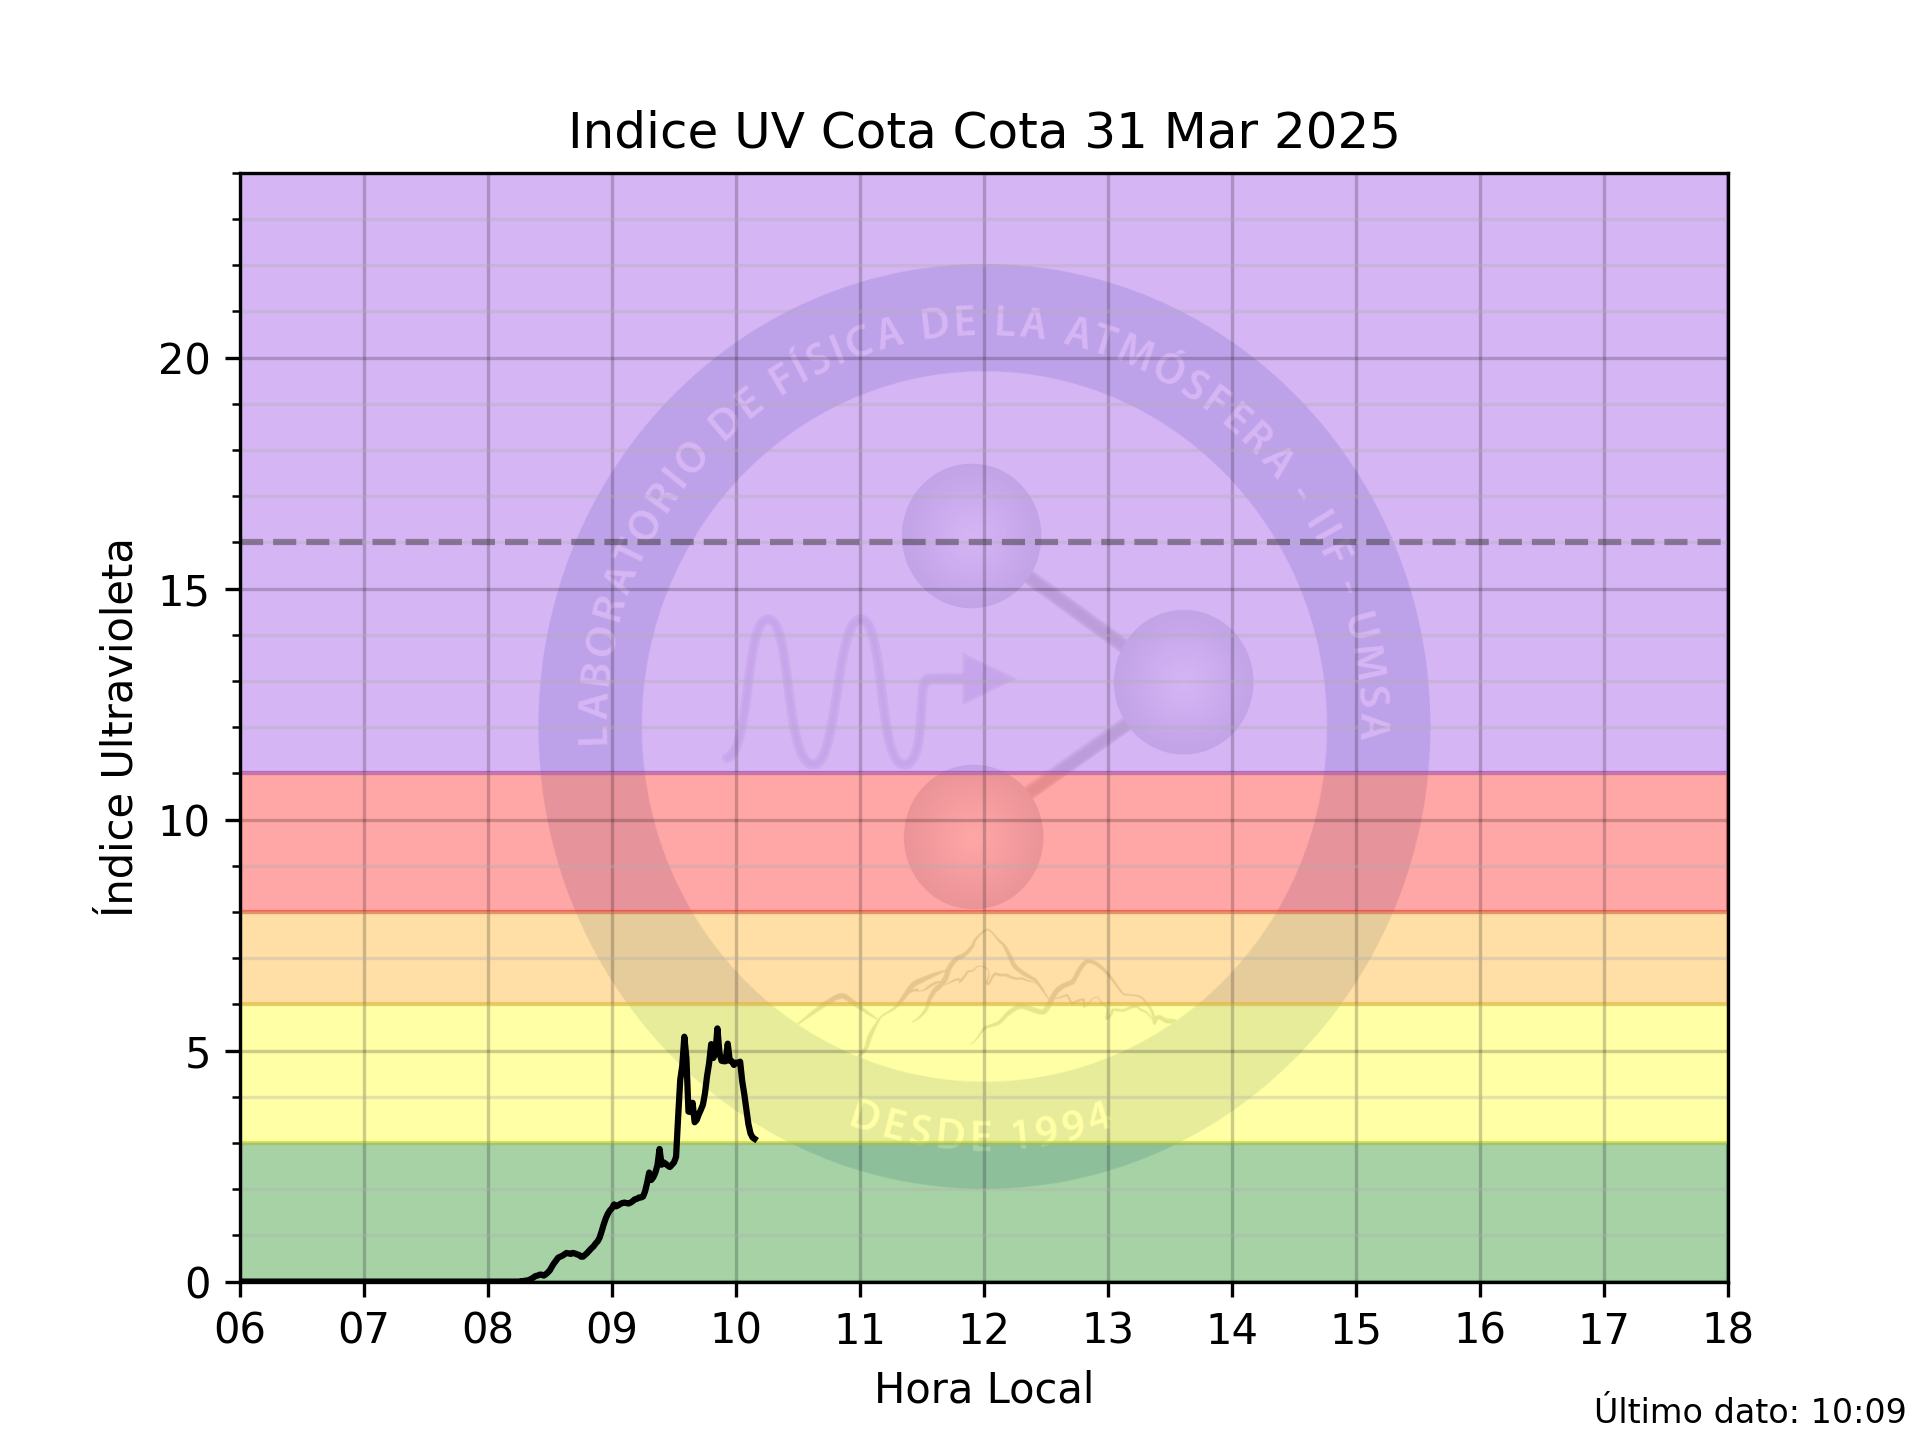 Indice UV Cota Cota 31 Mar 2025
LABORATORIO DE FÍSICA DE LA ATMÓSFERA - IIF - UMSA
DESDE 1994
Índice Ultravioleta
20
15
10
5
0
06 07 08 09 10 11 12 13 14 15 16 17 18
Hora Local
Último dato: 10:09